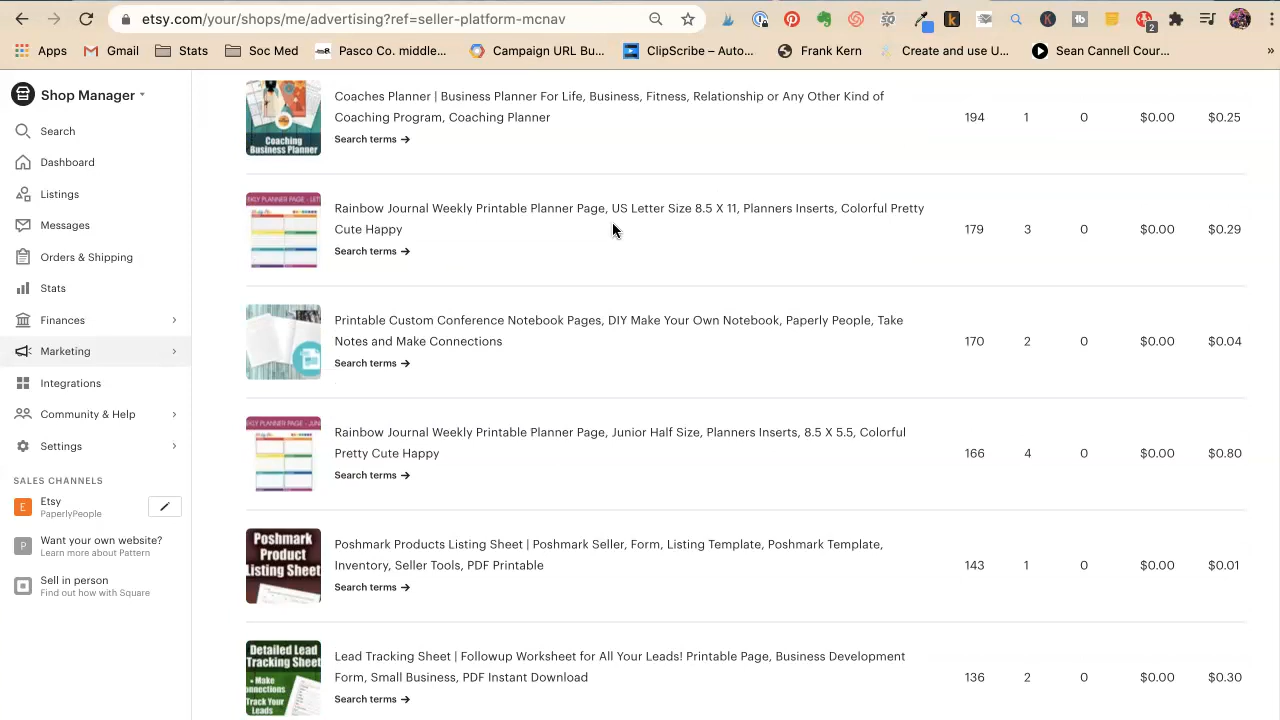 etsy.com/your/shops/me/advertising?ref=seller-platform-mcnav
2
Apps Gmail Stats Soc Med Pasco Co. middle... Campaign URL Bu... ClipScribe – Auto... Frank Kern Create and use U... Sean Cannell Cour... »
Shop Manager
Search
Dashboard
Listings
Messages
Orders & Shipping
Stats
Finances
Marketing
Integrations
Community & Help
Settings
SALES CHANNELS
E
Etsy
PaperlyPeople
P
Want your own website?
Learn more about Pattern
Sell in person
Find out how with Square
Coaching
Business Planner
Coaches Planner | Business Planner For Life, Business, Fitness, Relationship or Any Other Kind of
Coaching Program, Coaching Planner
Search terms →
194 1 0 $0.00 $0.25
Rainbow Journal Weekly Printable Planner Page, US Letter Size 8.5 X 11, Planners Inserts, Colorful Pretty
Cute Happy
Search terms →
179 3 0 $0.00 $0.29
Printable Custom Conference Notebook Pages, DIY Make Your Own Notebook, Paperly People, Take
Notes and Make Connections
Search terms →
170 2 0 $0.00 $0.04
Rainbow Journal Weekly Printable Planner Page, Junior Half Size, Planners Inserts, 8.5 X 5.5, Colorful
Pretty Cute Happy
Search terms →
166 4 0 $0.00 $0.80
Poshmark
Product
Listing Sheet
Poshmark Products Listing Sheet | Poshmark Seller, Form, Listing Template, Poshmark Template,
Inventory, Seller Tools, PDF Printable
Search terms →
143 1 0 $0.00 $0.01
Detailed Lead
Tracking Sheet
• Make
Connections
Track Your
Leads
Lead Tracking Sheet | Followup Worksheet for All Your Leads! Printable Page, Business Development
Form, Small Business, PDF Instant Download
Search terms →
136 2 0 $0.00 $0.30